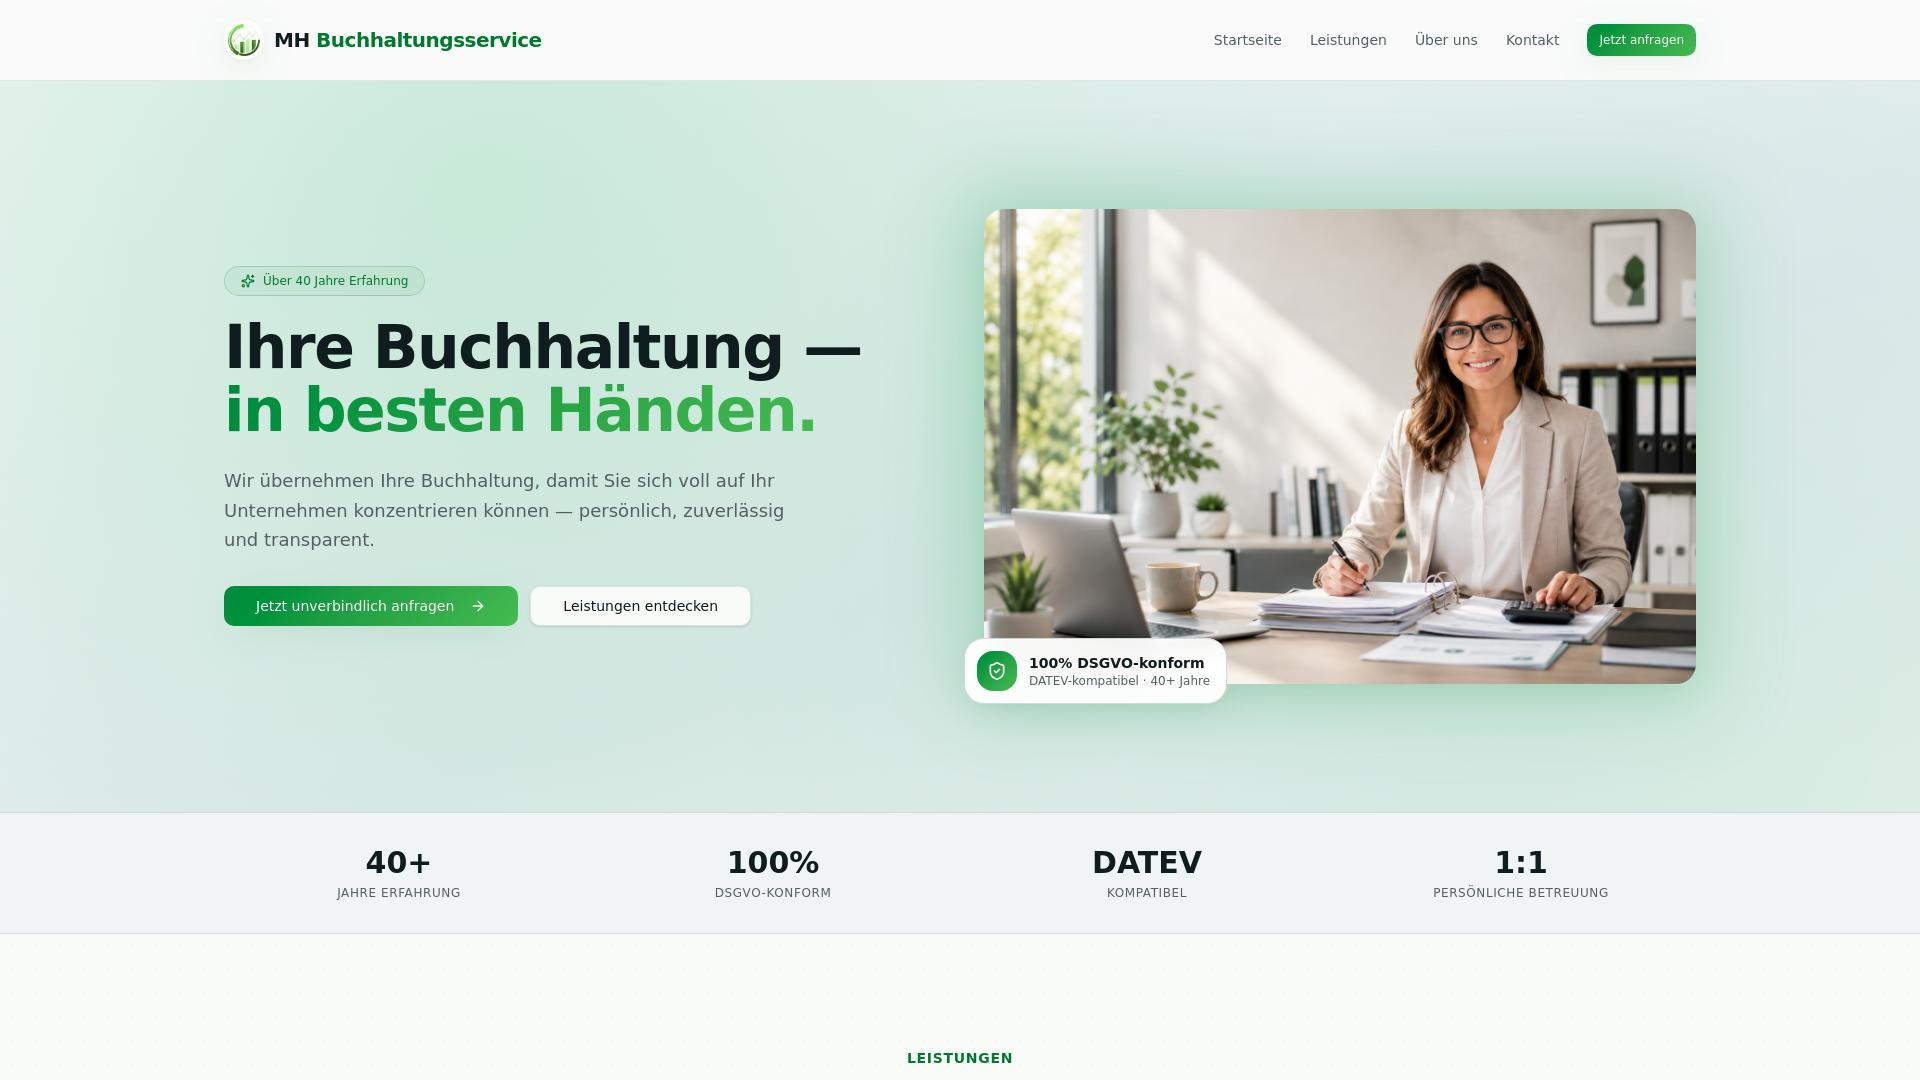 MH Buchhaltungsservice
Startseite
Leistungen
Über uns
Kontakt
Jetzt anfragen
Über 40 Jahre Erfahrung
Ihre Buchhaltung —
in besten Händen.
Wir übernehmen Ihre Buchhaltung, damit Sie sich voll auf Ihr
Unternehmen konzentrieren können — persönlich, zuverlässig
und transparent.
Jetzt unverbindlich anfragen
Leistungen entdecken
100% DSGVO-konform
DATEV-kompatibel · 40+ Jahre
40+
JAHRE ERFAHRUNG
100%
DSGVO-KONFORM
DATEV
KOMPATIBEL
1:1
PERSÖNLICHE BETREUUNG
LEISTUNGEN